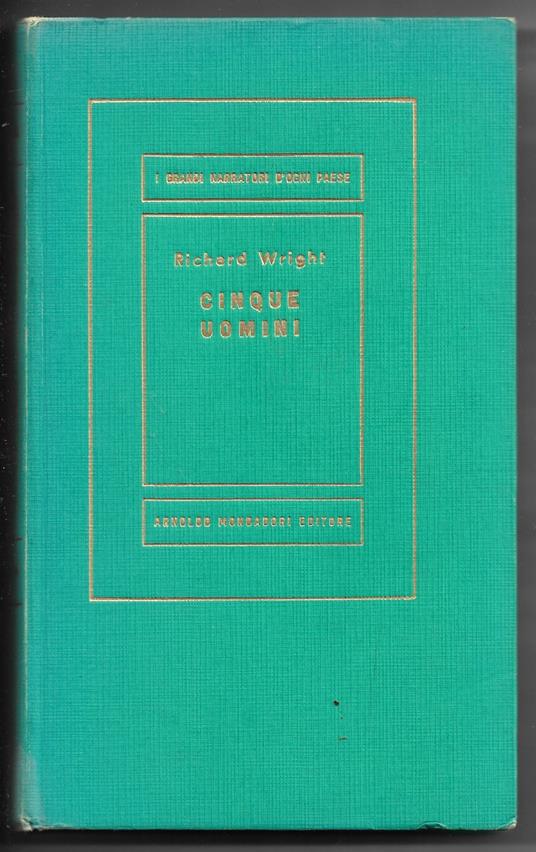 I GRANDI NARRATORI D'OGNI PAESE
Richard Wright
CINQUE
UOMINI
ARNOLDO MONDADORI EDITORE